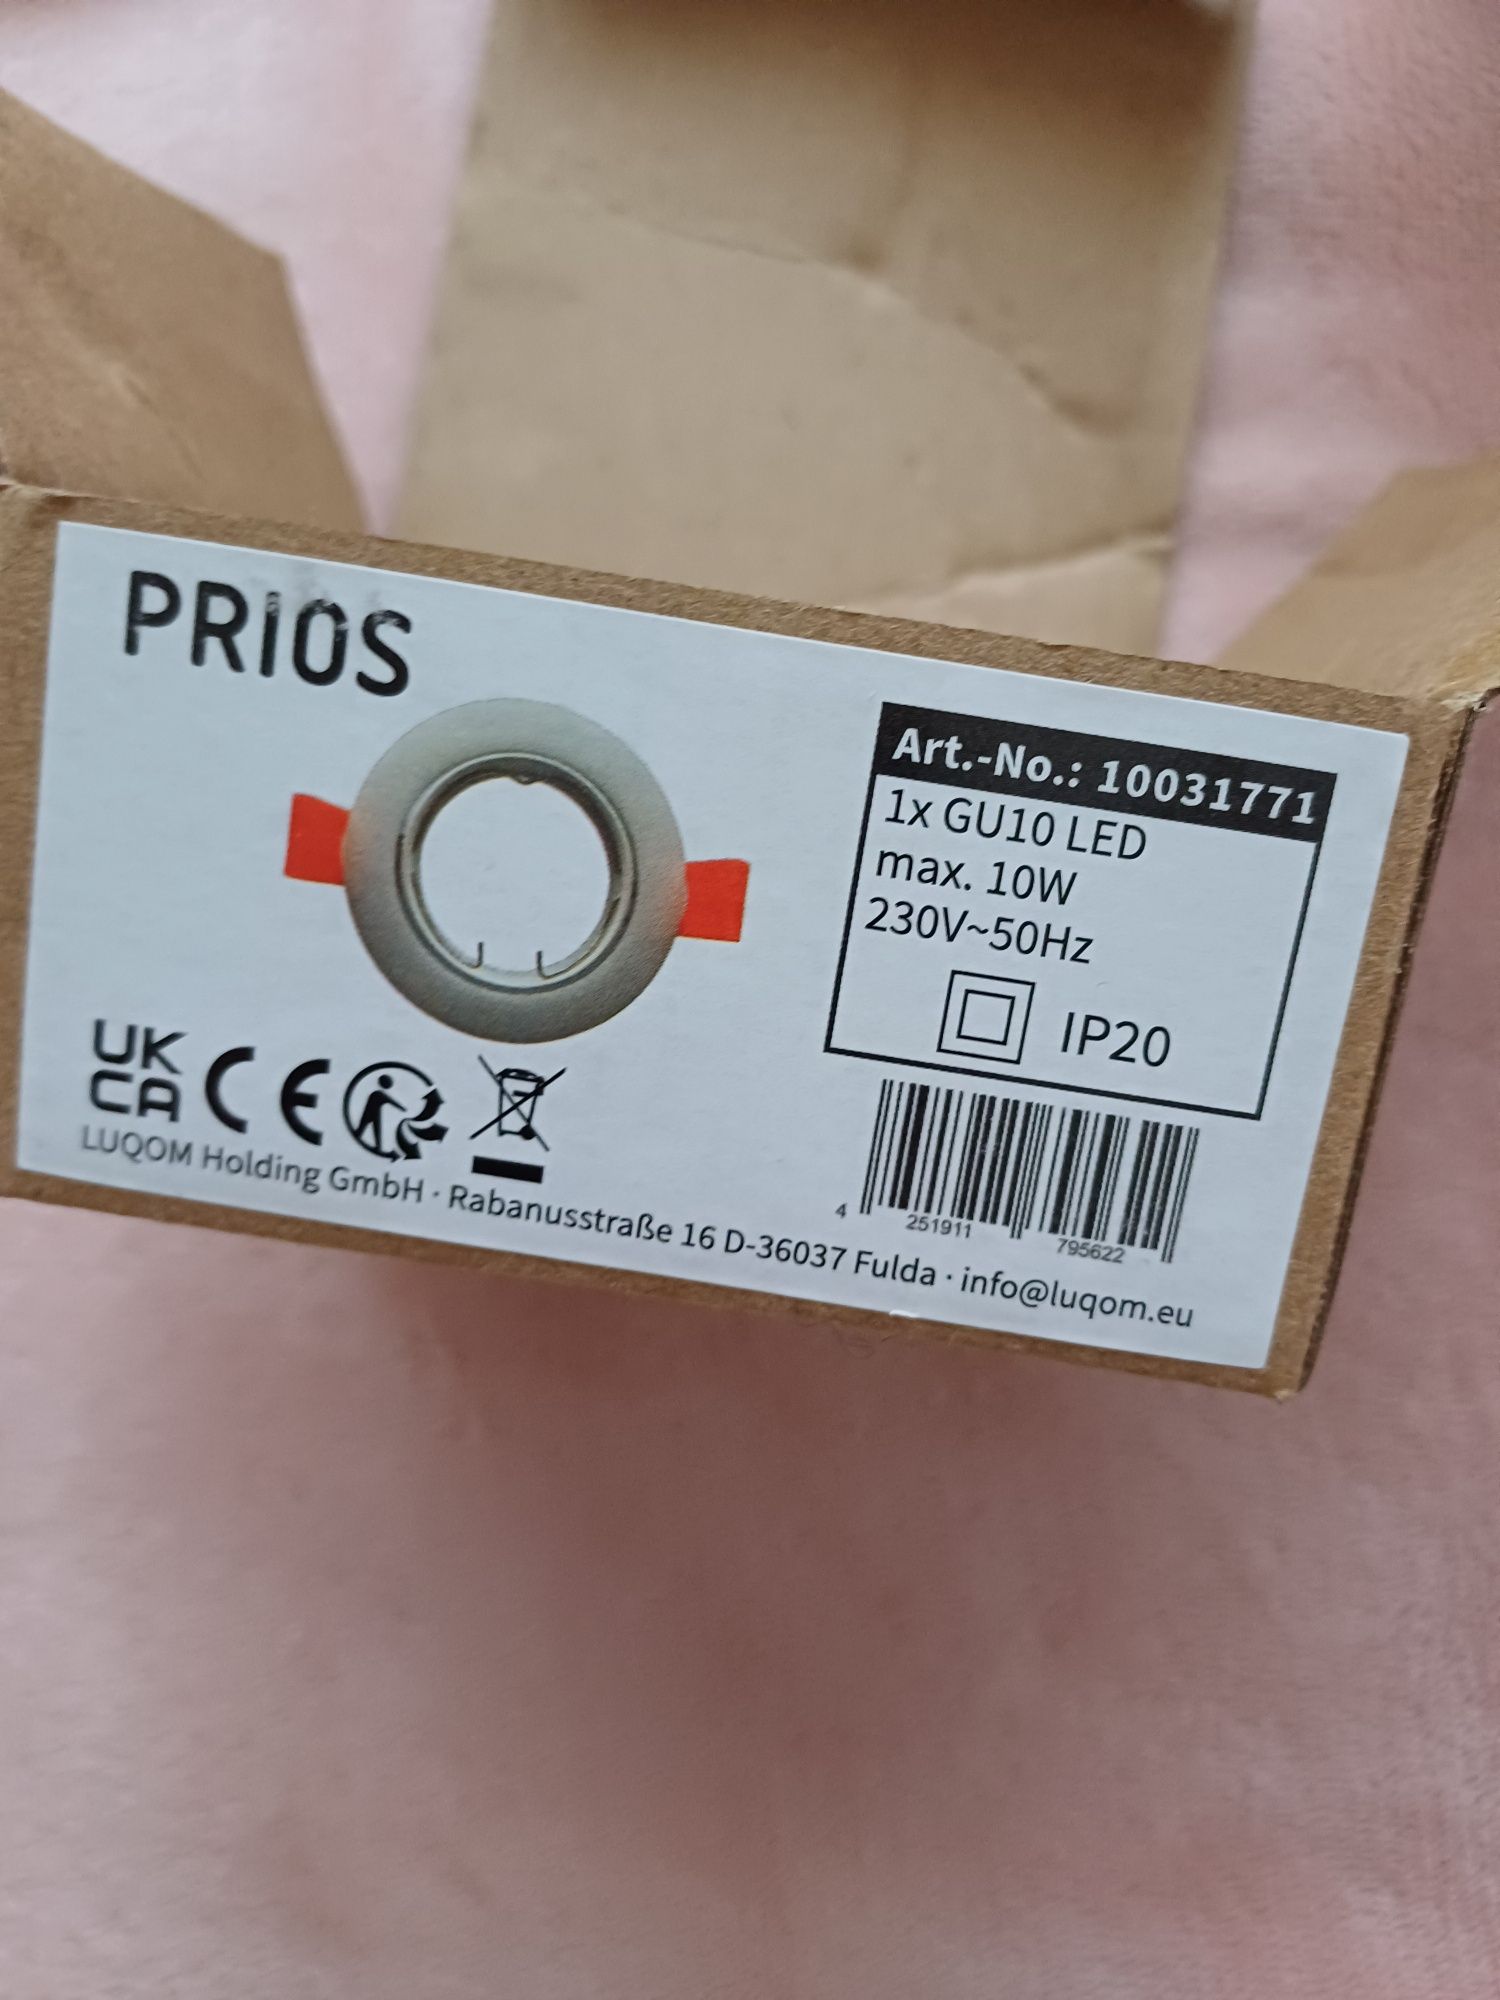 PRIOS
Art.-No.: 10031771
1x GU10 LED
max. 10W
230V~50Hz
IP20
UK
CA CE
4 251911 795622
LUQOM Holding GmbH · Rabanusstraße 16 D-36037 Fulda · info@luqom.eu